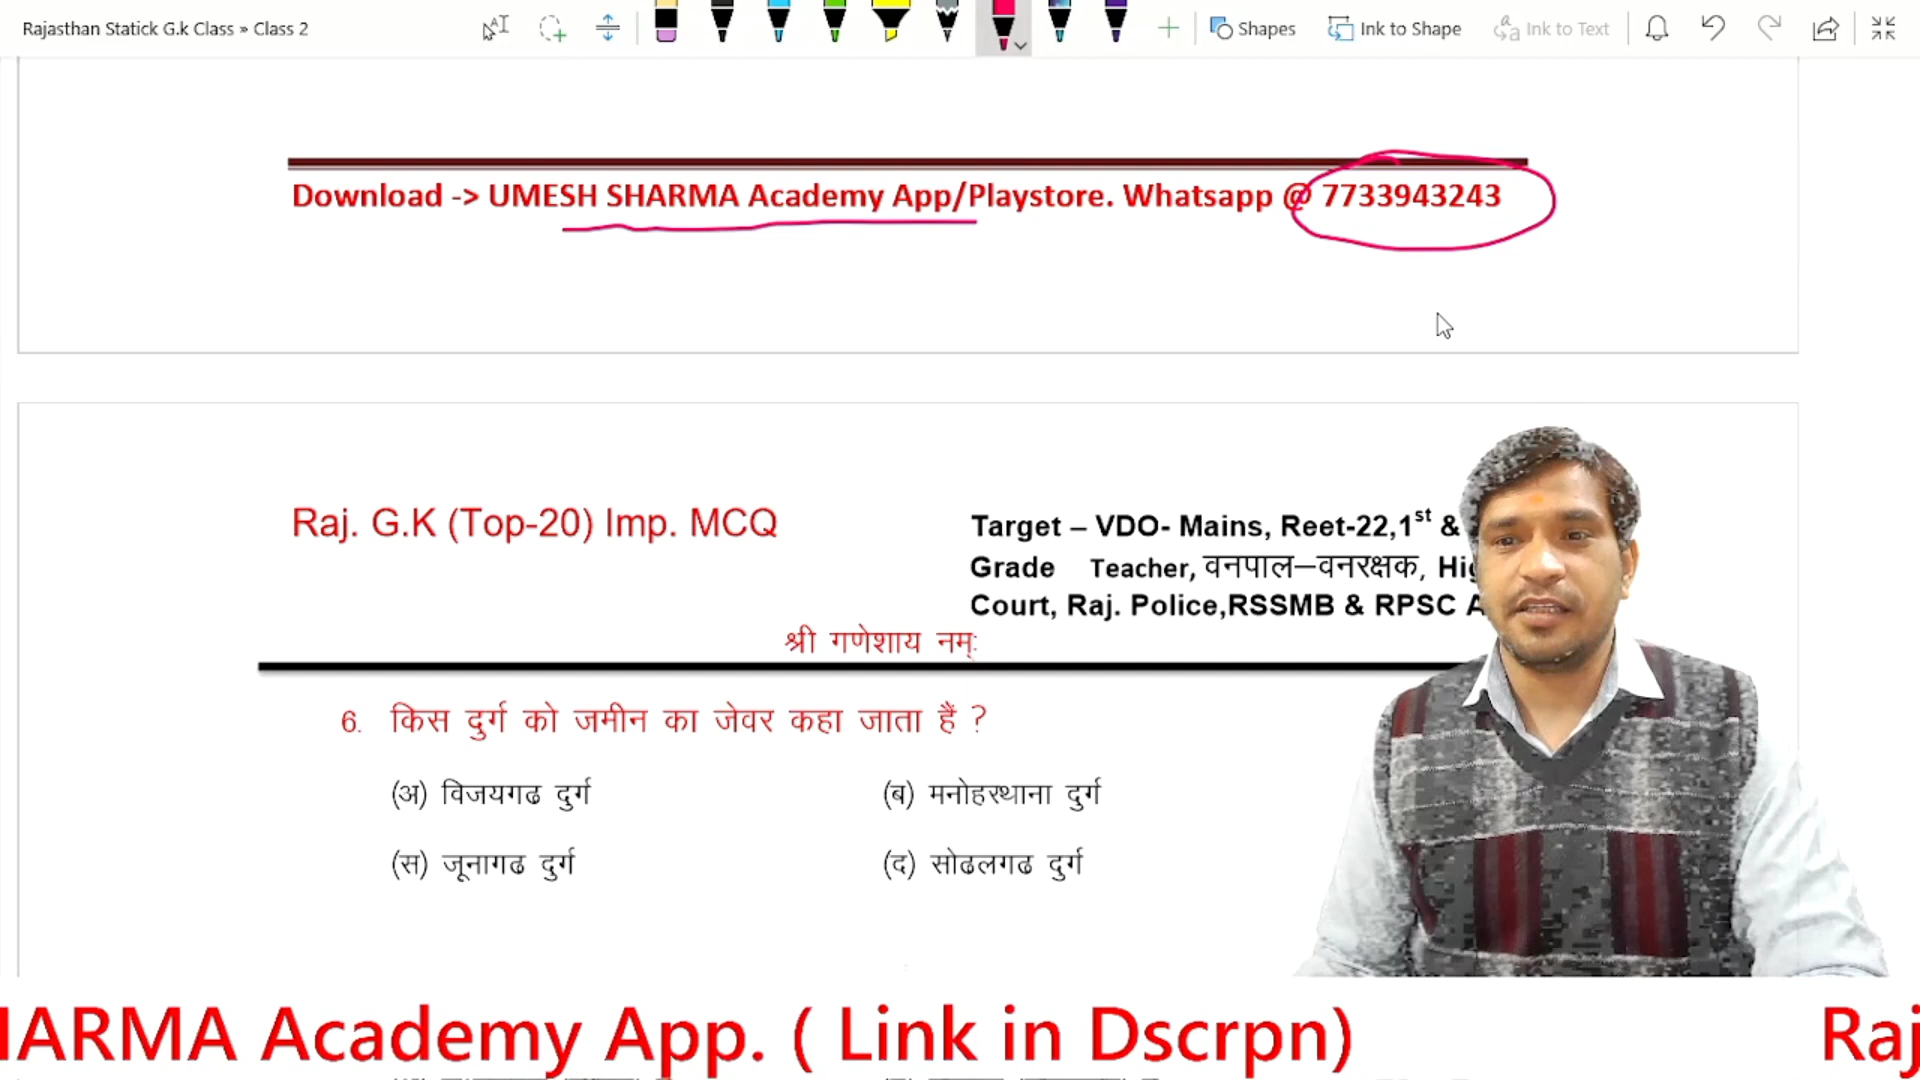 Rajasthan Statick G.k Class » Class 2
Shapes
Ink to Shape
Ink to Text
Download -> UMESH SHARMA Academy App/Playstore. Whatsapp @ 7733943243
Raj. G.K (Top-20) Imp. MCQ
Target – VDO- Mains, Reet-22,1st &
Grade Teacher, वनपाल–वनरक्षक,
Court, Raj. Police,RSSMB & RPSC
श्री गणेशाय नम्ः
6. किस दुर्ग को जमीन का जेवर कहा जाता हैं ?
(अ) विजयगढ दुर्ग (ब) मनोहरथाना दुर्ग
(स) जूनागढ दुर्ग (द) सोढलगढ दुर्ग
HARMA Academy App. ( Link in Dscrpn) Raj